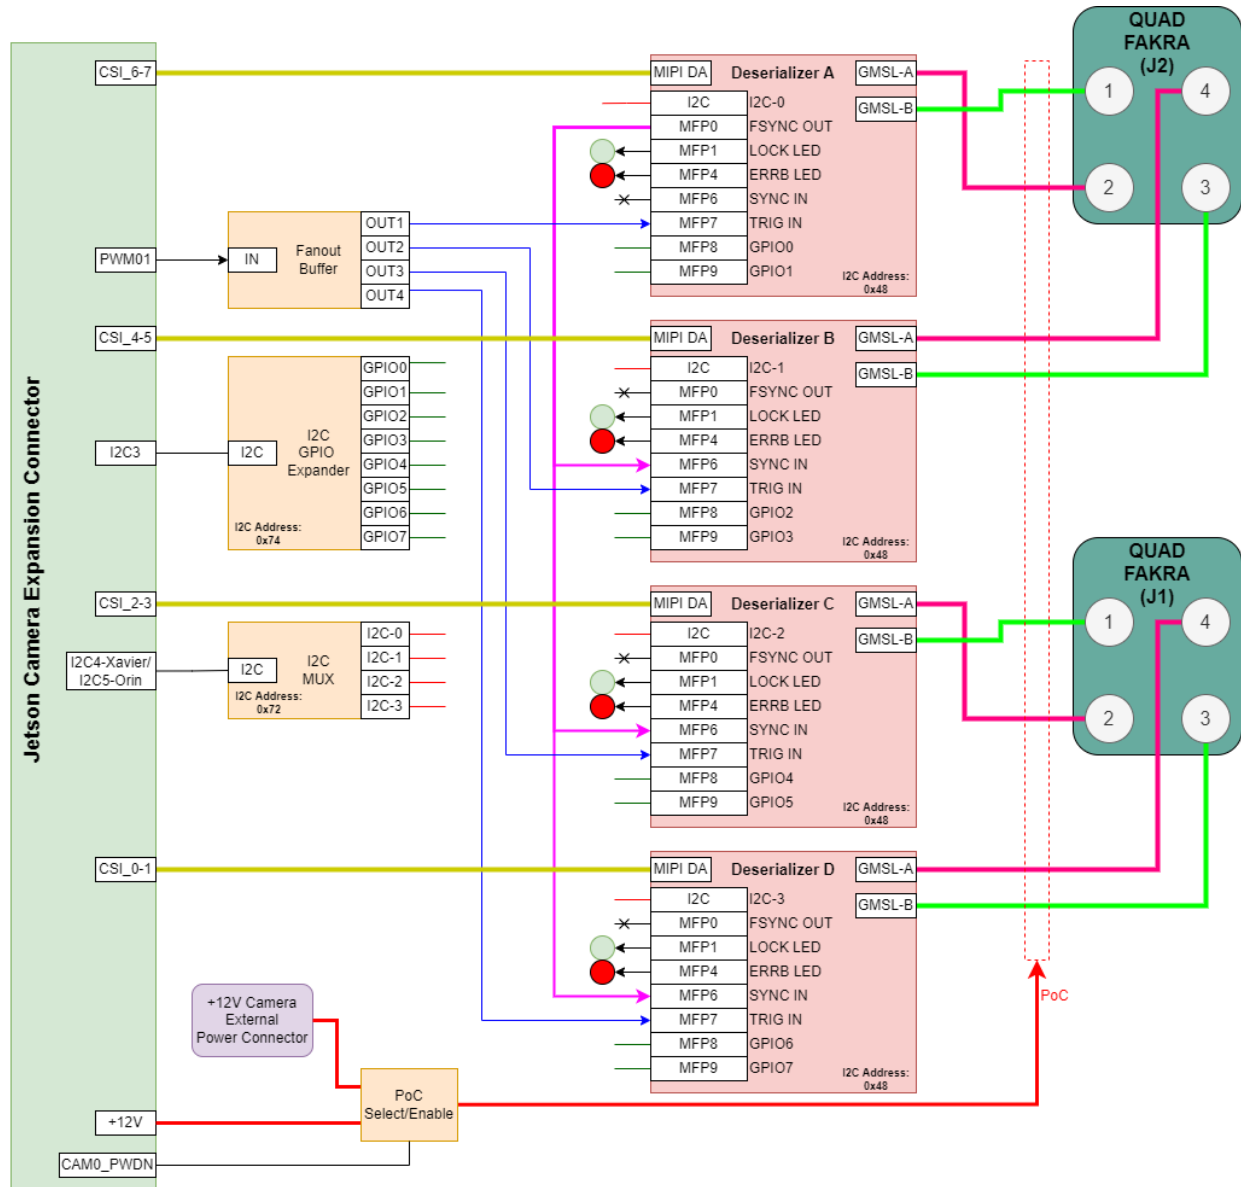 Jetson Camera Expansion Connector
CSI_6-7
PWM01
CSI_4-5
I2C3
CSI_2-3
I2C4-Xavier/
I2C5-Orin
CSI_0-1
+12V
CAM0_PWDN
IN
Fanout
Buffer
OUT1
OUT2
OUT3
OUT4
I2C
I2C
GPIO
Expander
I2C Address:
0x74
GPIO0
GPIO1
GPIO2
GPIO3
GPIO4
GPIO5
GPIO6
GPIO7
I2C
I2C
MUX
I2C Address:
0x72
I2C-0
I2C-1
I2C-2
I2C-3
+12V Camera
External
Power Connector
PoC
Select/Enable
MIPI DA
Deserializer A
GMSL-A
GMSL-B
I2C I2C-0
MFP0 FSYNC OUT
MFP1 LOCK LED
MFP4 ERRB LED
MFP6 SYNC IN
MFP7 TRIG IN
MFP8 GPIO0
MFP9 GPIO1
I2C Address:
0x48
MIPI DA
Deserializer B
GMSL-A
GMSL-B
I2C I2C-1
MFP0 FSYNC OUT
MFP1 LOCK LED
MFP4 ERRB LED
MFP6 SYNC IN
MFP7 TRIG IN
MFP8 GPIO2
MFP9 GPIO3
I2C Address:
0x48
MIPI DA
Deserializer C
GMSL-A
GMSL-B
I2C I2C-2
MFP0 FSYNC OUT
MFP1 LOCK LED
MFP4 ERRB LED
MFP6 SYNC IN
MFP7 TRIG IN
MFP8 GPIO4
MFP9 GPIO5
I2C Address:
0x48
MIPI DA
Deserializer D
GMSL-A
GMSL-B
I2C I2C-3
MFP0 FSYNC OUT
MFP1 LOCK LED
MFP4 ERRB LED
MFP6 SYNC IN
MFP7 TRIG IN
MFP8 GPIO6
MFP9 GPIO7
I2C Address:
0x48
PoC
QUAD
FAKRA
(J2)
1
4
2
3
QUAD
FAKRA
(J1)
1
4
2
3